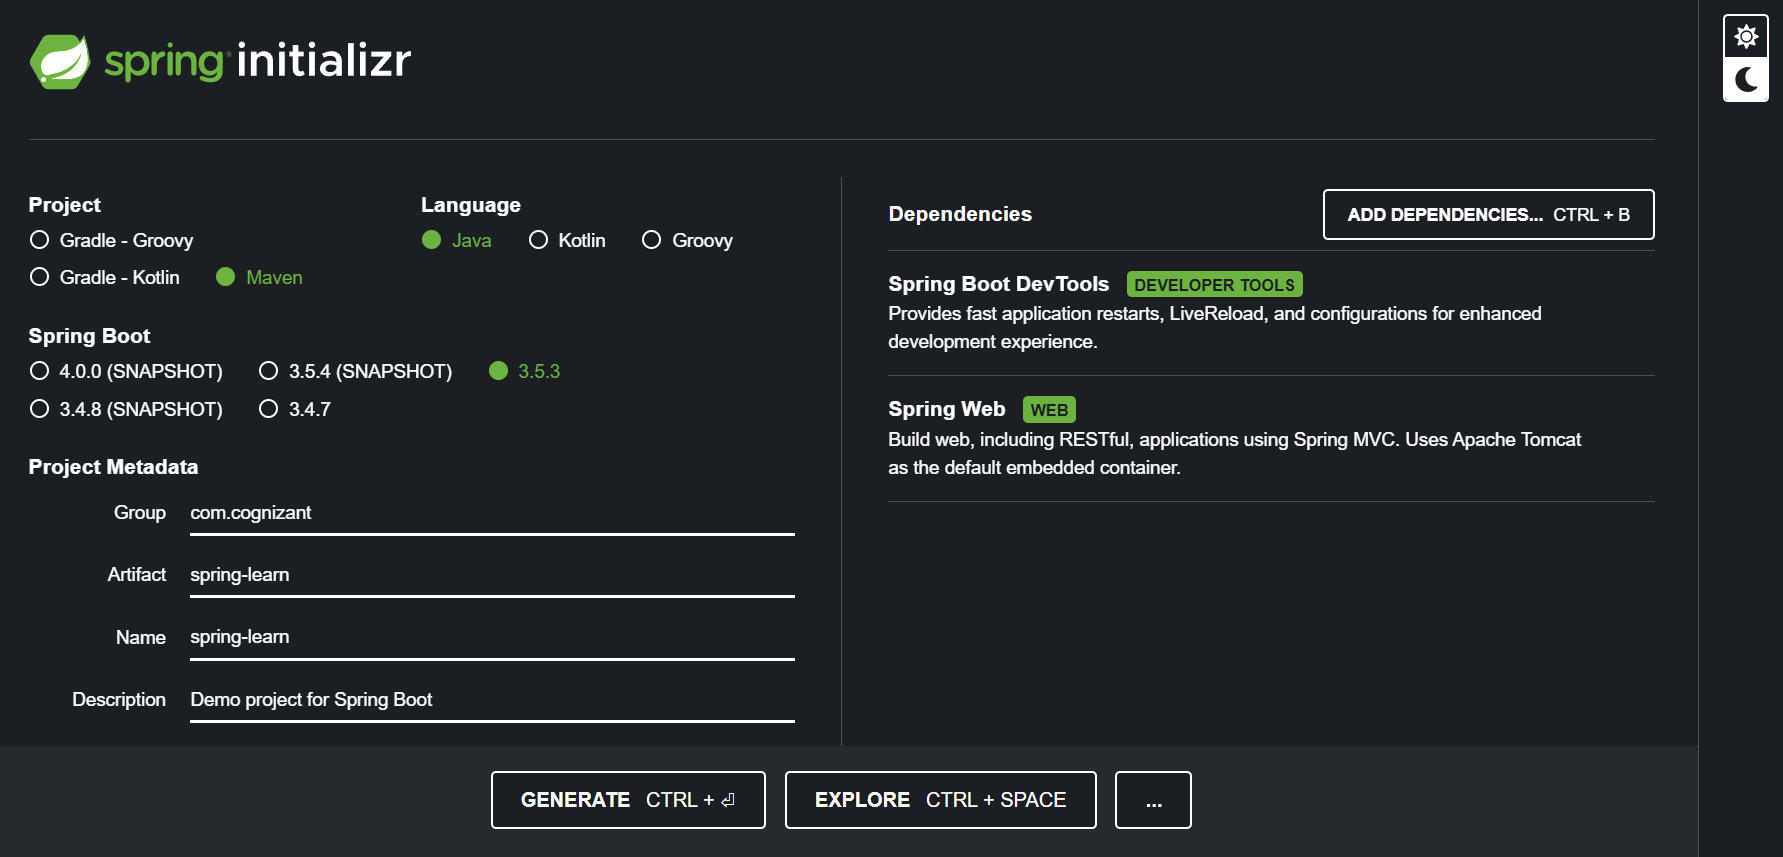 spring initializr
Project
Gradle - Groovy
Gradle - Kotlin Maven
Language
Java Kotlin Groovy
Spring Boot
4.0.0 (SNAPSHOT) 3.5.4 (SNAPSHOT) 3.5.3
3.4.8 (SNAPSHOT) 3.4.7
Project Metadata
Group com.cognizant
Artifact spring-learn
Name spring-learn
Description Demo project for Spring Boot
Dependencies ADD DEPENDENCIES... CTRL + B
Spring Boot DevTools DEVELOPER TOOLS
Provides fast application restarts, LiveReload, and configurations for enhanced
development experience.
Spring Web WEB
Build web, including RESTful, applications using Spring MVC. Uses Apache Tomcat
as the default embedded container.
GENERATE CTRL + ⏎ EXPLORE CTRL + SPACE ...